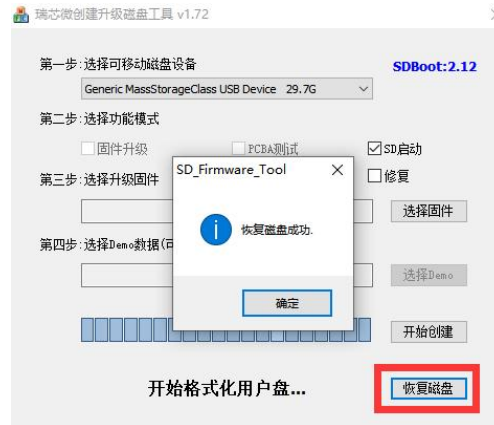 瑞芯微创建升级磁盘工具 v1.72
第一步:选择可移动磁盘设备
SDBoot:2.12
Generic MassStorageClass USB Device 29.7G
第二步:选择功能模式
固件升级
PCBA测试
SD启动
SD_Firmware_Tool
第三步:选择升级固件
修复
选择固件
恢复磁盘成功.
第四步:选择Demo数据(可
选择Demo
确定
开始创建
开始格式化用户盘...
恢复磁盘